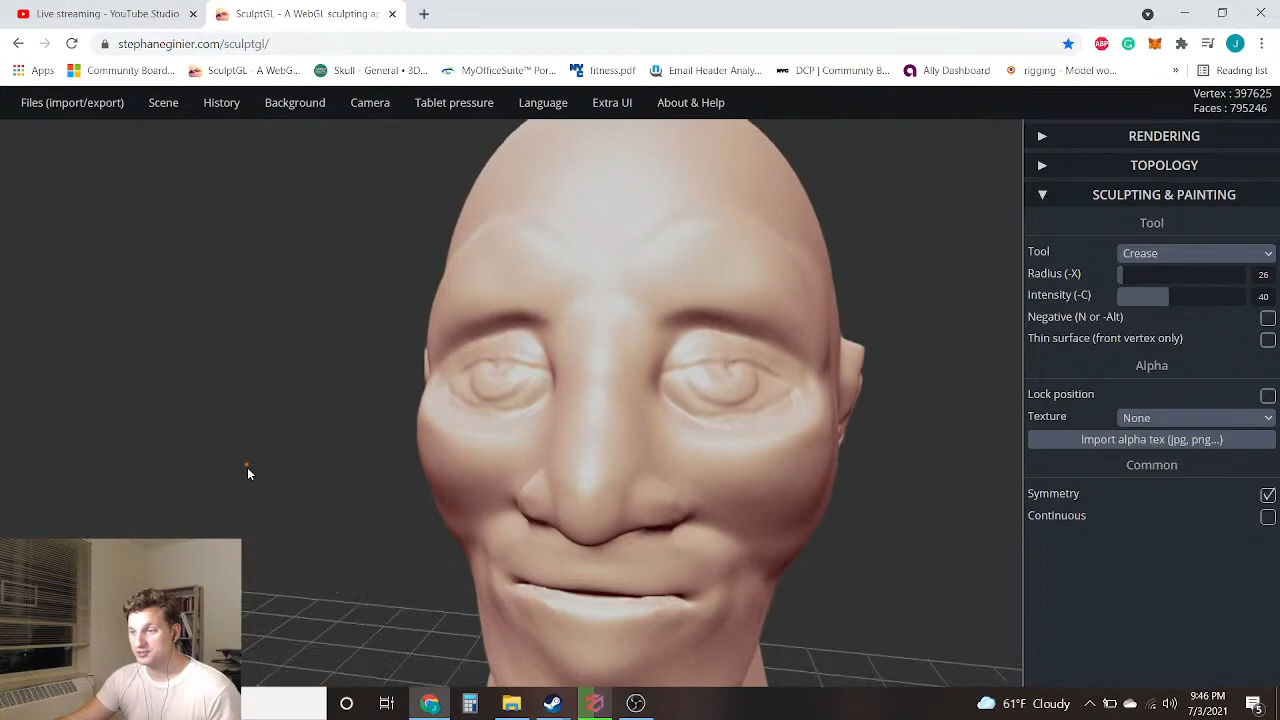 Live streaming - YouTube Studio
SculptGL - A WebGL sculpting ap
stephaneginier.com/sculptgl/
ABP
J
Apps
Community Board...
SculptGL - A WebG...
Skull - General • 3D...
MyOfficeSuite™ Por...
fitness.pdf
Email Header Analy...
DCP | Community B...
Ally Dashboard
rigging - Model wo...
»
Reading list
Files (import/export)
Scene
History
Background
Camera
Tablet pressure
Language
Extra UI
About & Help
Vertex : 397625
Faces : 795246
RENDERING
TOPOLOGY
SCULPTING & PAINTING
Tool
Tool
Crease
Radius (-X)
26
Intensity (-C)
40
Negative (N or -Alt)
Thin surface (front vertex only)
Alpha
Lock position
Texture
None
Import alpha tex (jpg, png...)
Common
Symmetry
Continuous
61°F Cloudy
9:46 PM
7/3/2021